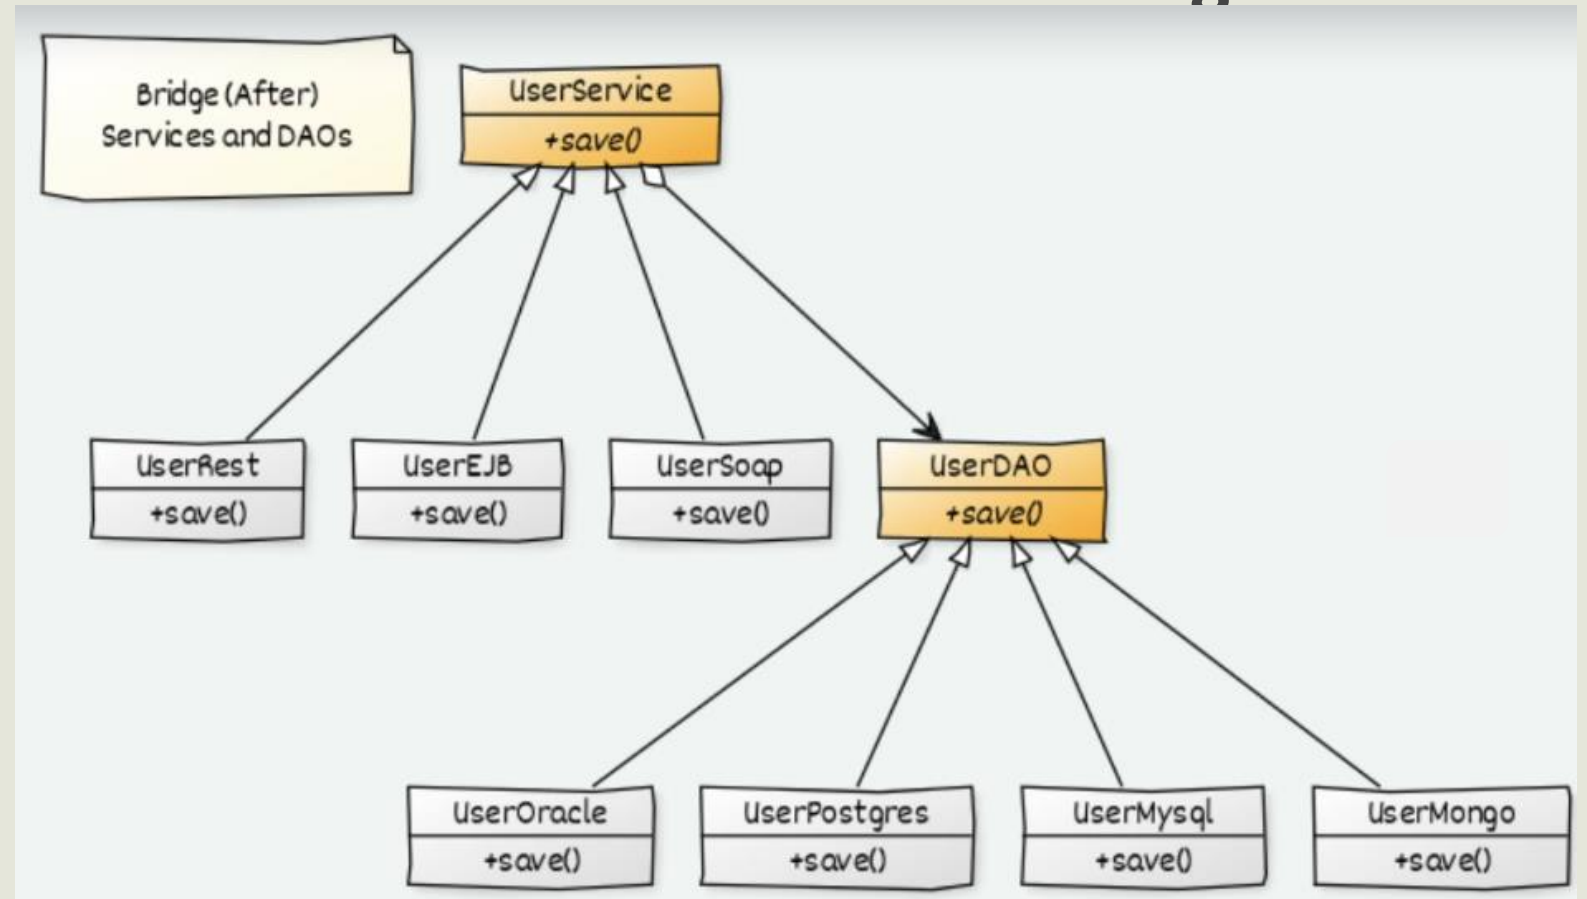 Bridge (After)
Services and DAOs
UserService
+save()
UserRest
+save()
UserEJB
+save()
UserSoap
+save()
UserDAO
+save()
UserOracle
+save()
UserPostgres
+save()
UserMysql
+save()
UserMongo
+save()